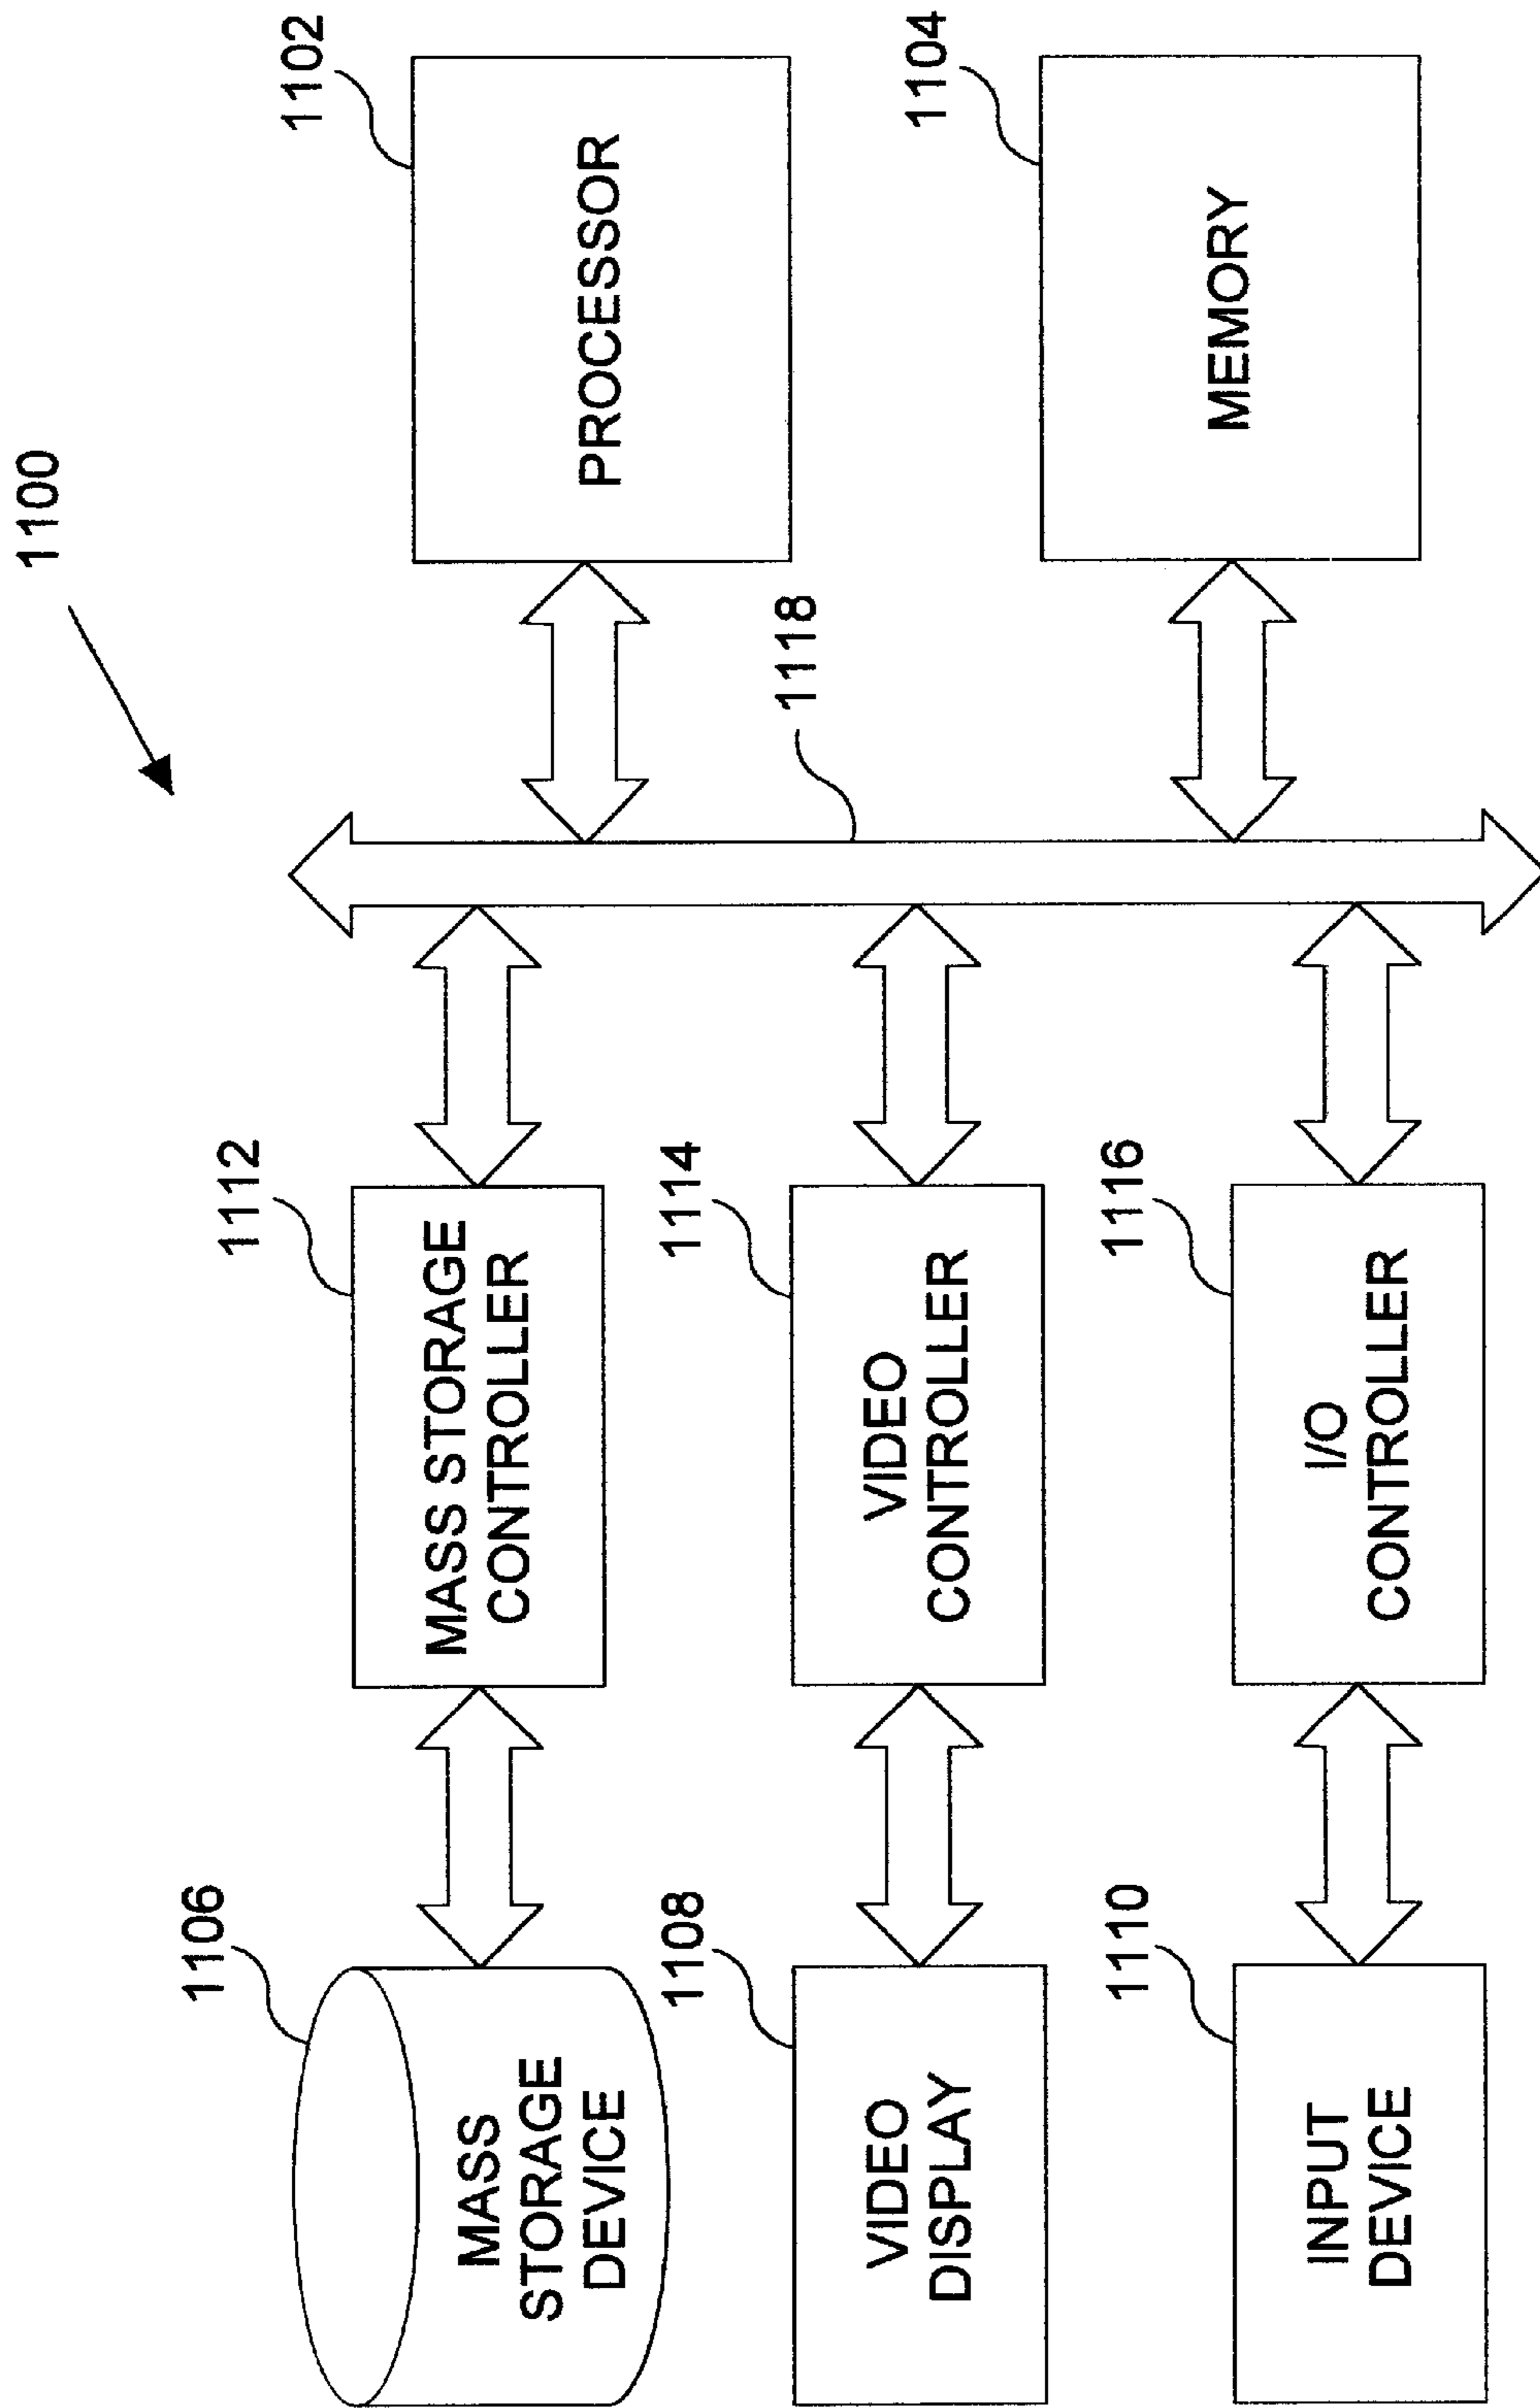 1100
1106
MASS
STORAGE
DEVICE
1112
MASS STORAGE
CONTROLLER
1102
PROCESSOR
1118
1108
VIDEO
DISPLAY
1114
VIDEO
CONTROLLER
1104
MEMORY
1110
INPUT
DEVICE
1116
I/O
CONTROLLER